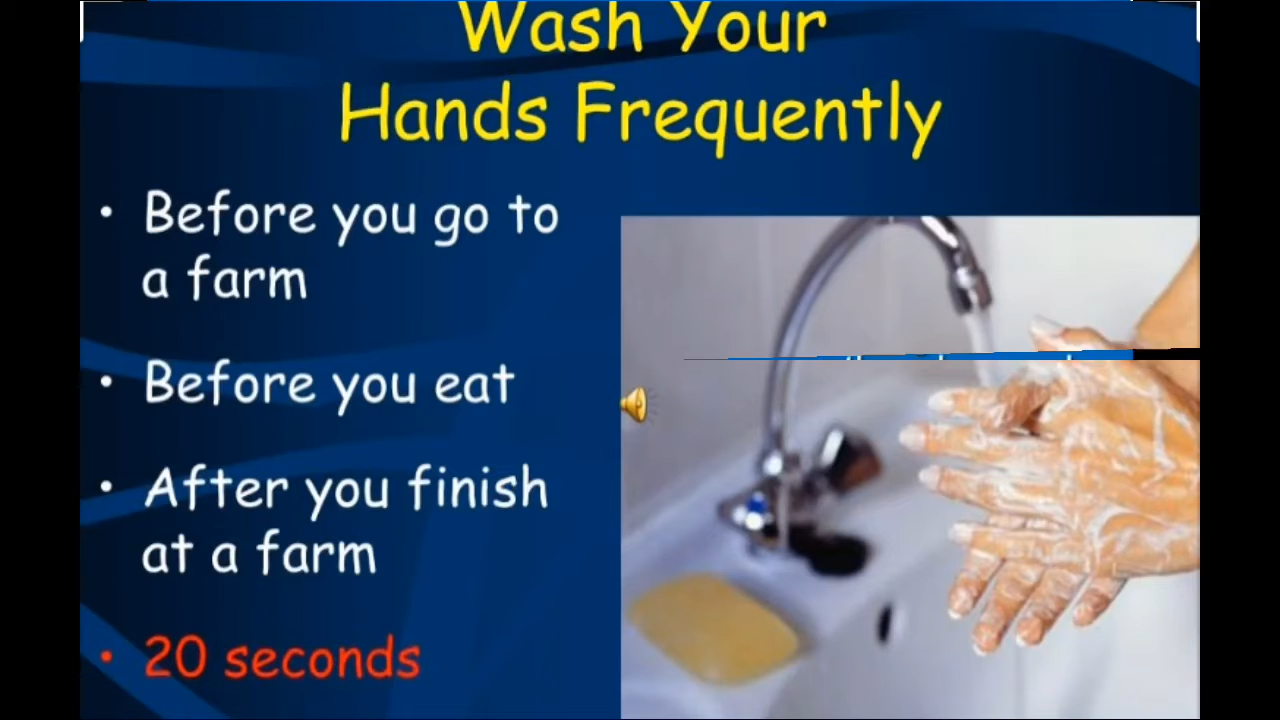 Wash Your
Hands Frequently
• Before you go to
a farm
• Before you eat
• After you finish
at a farm
• 20 seconds